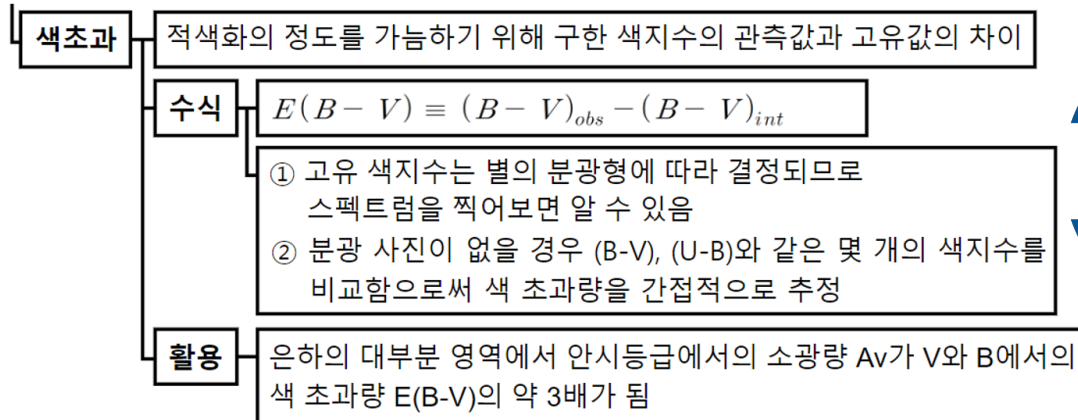 색초과
적색화의 정도를 가늠하기 위해 구한 색지수의 관측값과 고유값의 차이
수식
E(B − V) ≡ (B − V)_{obs} − (B − V)_{int}
① 고유 색지수는 별의 분광형에 따라 결정되므로
스펙트럼을 찍어보면 알 수 있음
② 분광 사진이 없을 경우 (B-V), (U-B)와 같은 몇 개의 색지수를
비교함으로써 색 초과량을 간접적으로 추정
활용
은하의 대부분 영역에서 안시등급에서의 소광량 Av가 V와 B에서의
색 초과량 E(B-V)의 약 3배가 됨